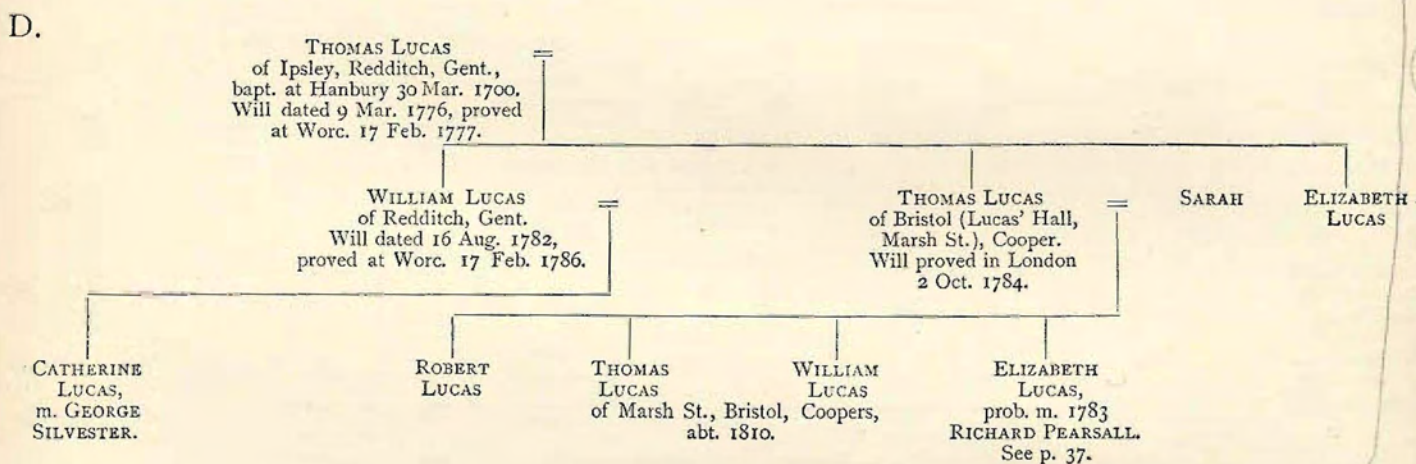 D.
THOMAS LUCAS
of Ipsley, Redditch, Gent.,
bapt. at Hanbury 30 Mar. 1700.
Will dated 9 Mar. 1776, proved
at Worc. 17 Feb. 1777.
=
WILLIAM LUCAS
of Redditch, Gent.
Will dated 16 Aug. 1782,
proved at Worc. 17 Feb. 1786.
=
THOMAS LUCAS
of Bristol (Lucas' Hall,
Marsh St.), Cooper.
Will proved in London
2 Oct. 1784.
=
SARAH
ELIZABETH
LUCAS
CATHERINE
LUCAS,
m. GEORGE
SILVESTER.
ROBERT
LUCAS
THOMAS
LUCAS
WILLIAM
LUCAS
of Marsh St., Bristol, Coopers,
abt. 1810.
ELIZABETH
LUCAS,
prob. m. 1783
RICHARD PEARSALL.
See p. 37.